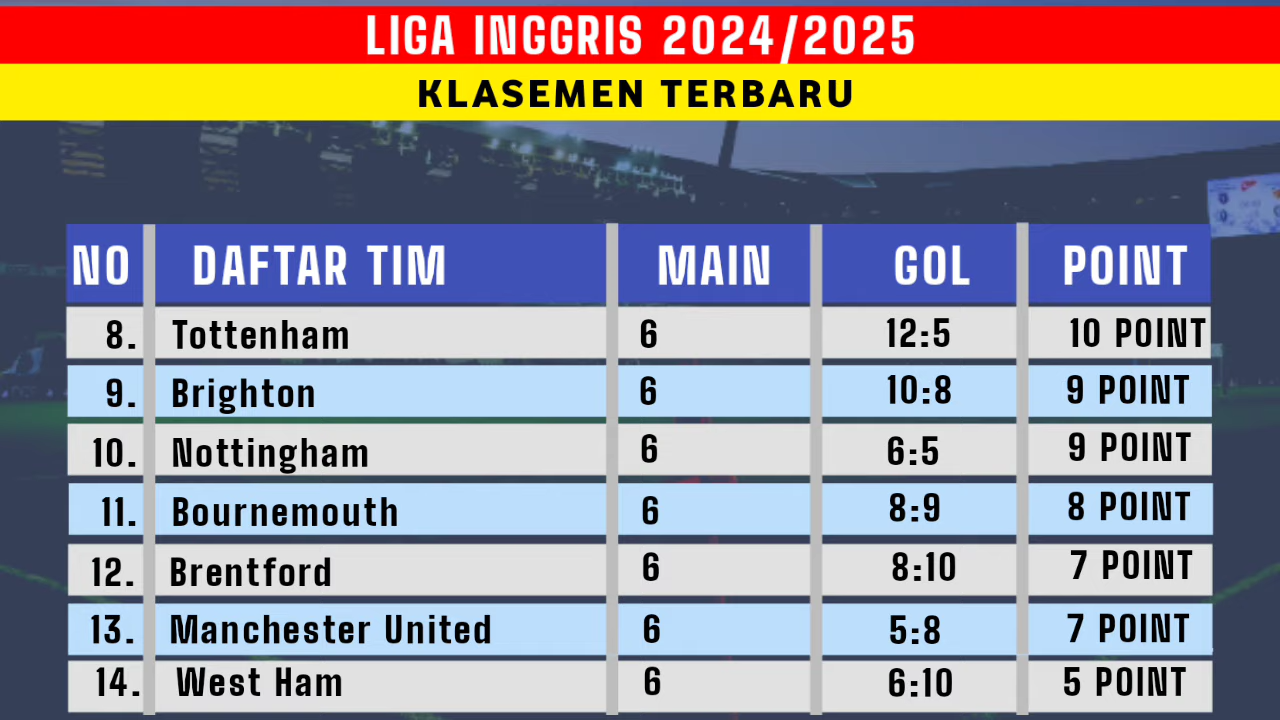 LIGA INGGRIS 2024/2025
KLASEMEN TERBARU
NO DAFTAR TIM MAIN GOL POINT
8. Tottenham 6 12:5 10 POINT
9. Brighton 6 10:8 9 POINT
10. Nottingham 6 6:5 9 POINT
11. Bournemouth 6 8:9 8 POINT
12. Brentford 6 8:10 7 POINT
13. Manchester United 6 5:8 7 POINT
14. West Ham 6 6:10 5 POINT